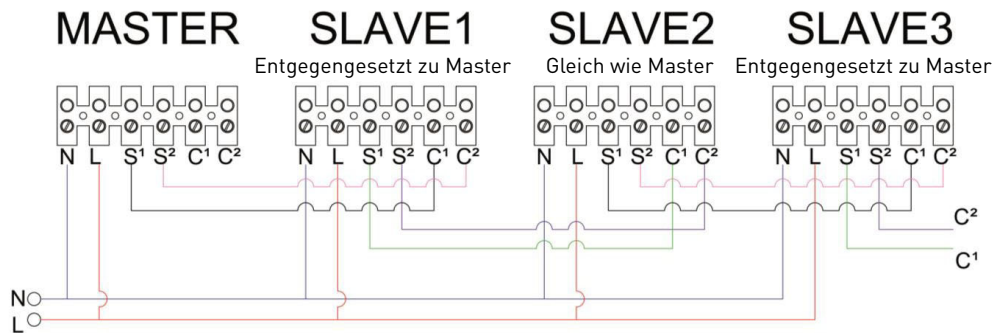 MASTER SLAVE1 SLAVE2 SLAVE3
Entgegengesetzt zu Master Gleich wie Master Entgegengesetzt zu Master
N L S¹ S² C¹ C² N L S¹ S² C¹ C² N L S¹ S² C¹ C² N L S¹ S² C¹ C²
C²
C¹
N
L